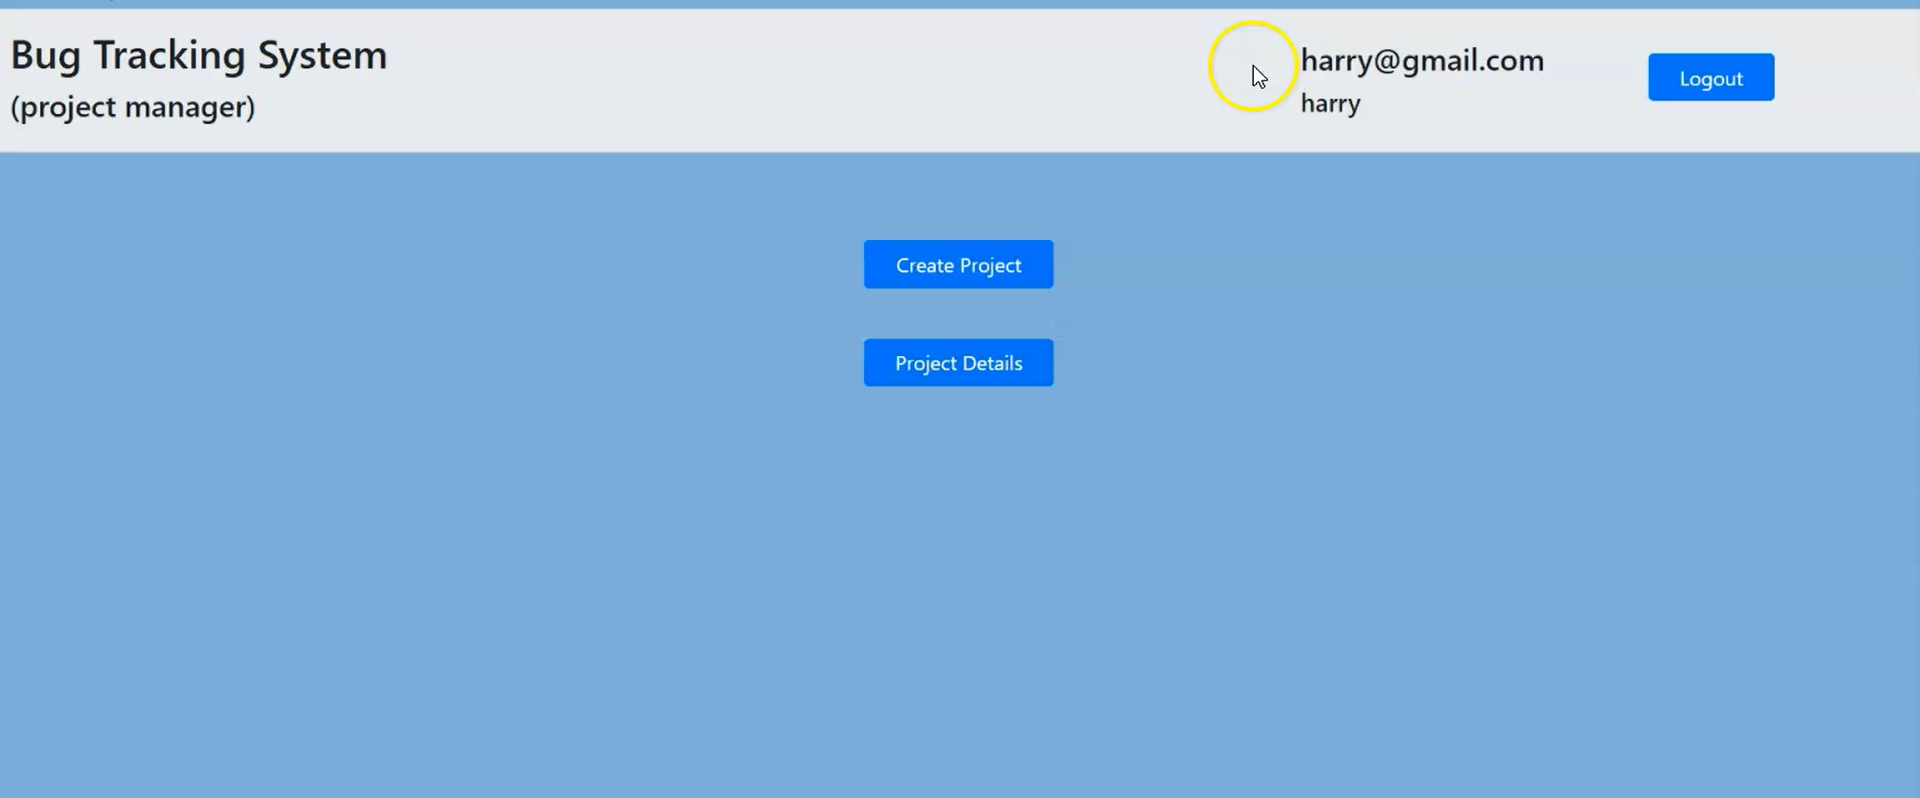 Bug Tracking System
(project manager)
harry@gmail.com
harry
Logout
Create Project
Project Details